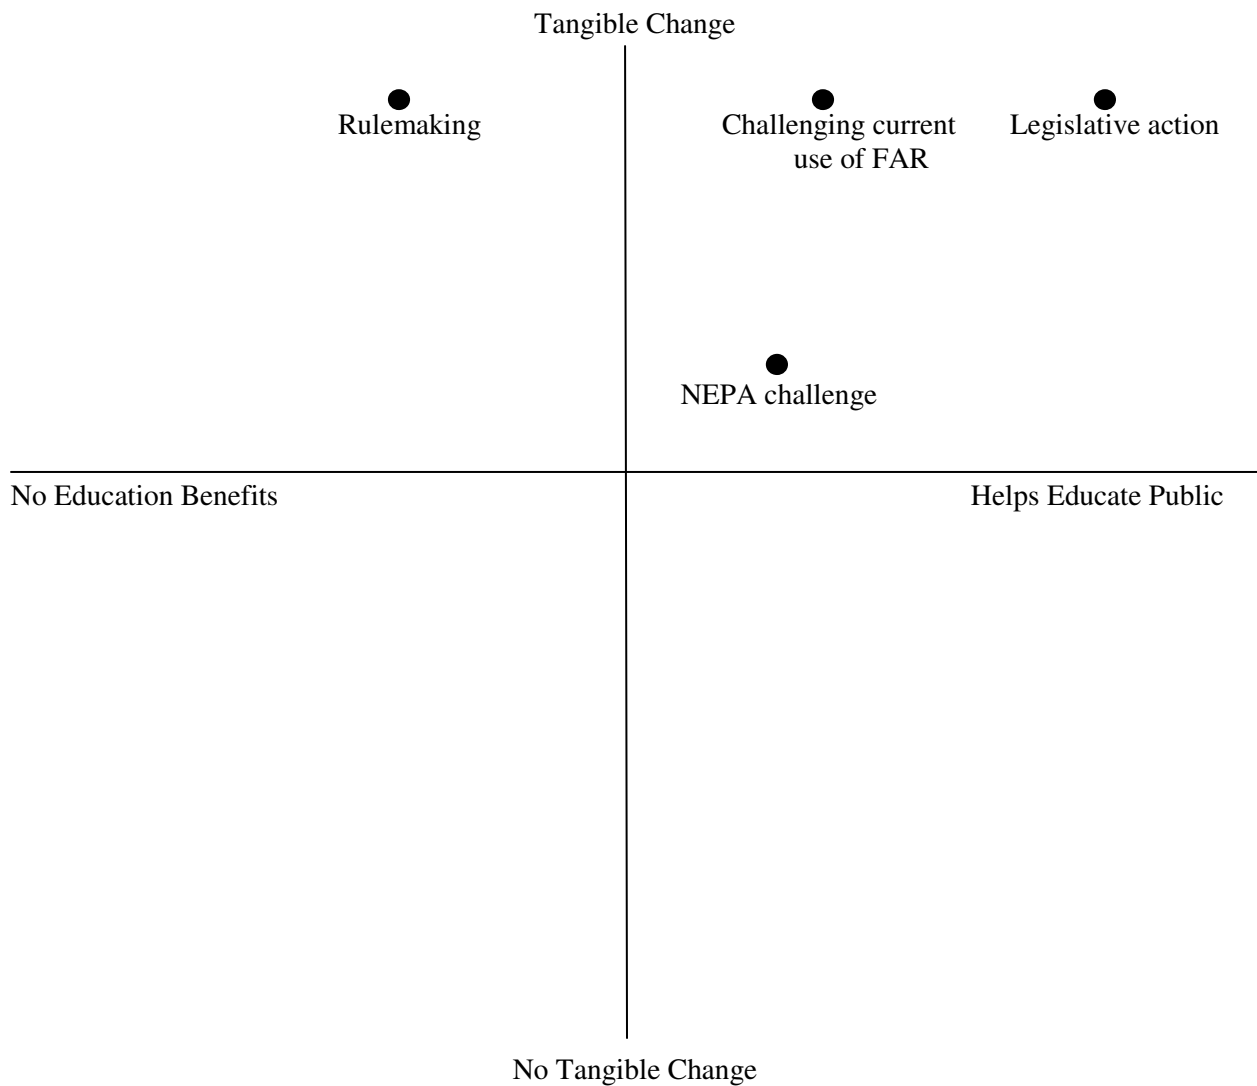 Tangible Change
Rulemaking
Challenging current
use of FAR
Legislative action
NEPA challenge
No Education Benefits
Helps Educate Public
No Tangible Change